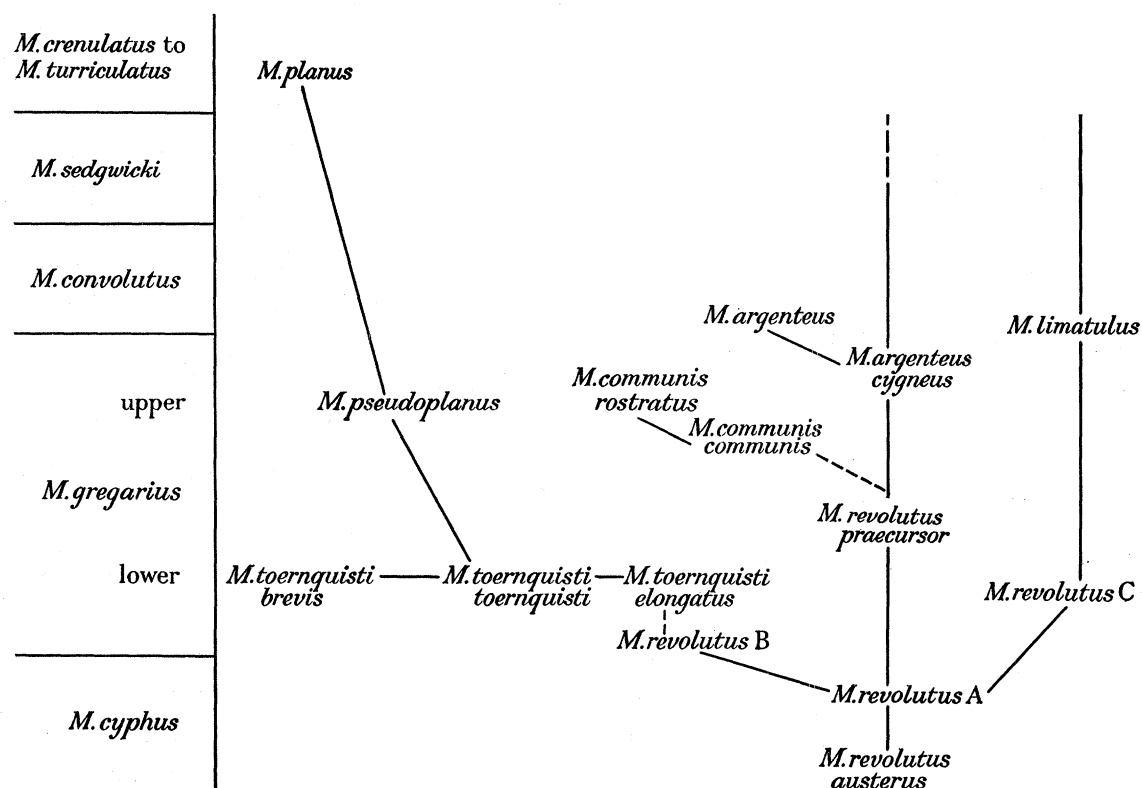 M. crenulatus to
M. turriculatus
M. planus
M. sedgwicki
M. convolutus
M. argenteus
M. limatulus
M. argenteus
cygneus
M. communis
rostratus
upper
M. pseudoplanus
M. communis
communis
M. gregarius
M. revolutus
praecursor
lower
M. toernquisti
brevis
M. toernquisti
toernquisti
M. toernquisti
elongatus
M. revolutus C
M. revolutus B
M. revolutus A
M. cyphus
M. revolutus
austerus